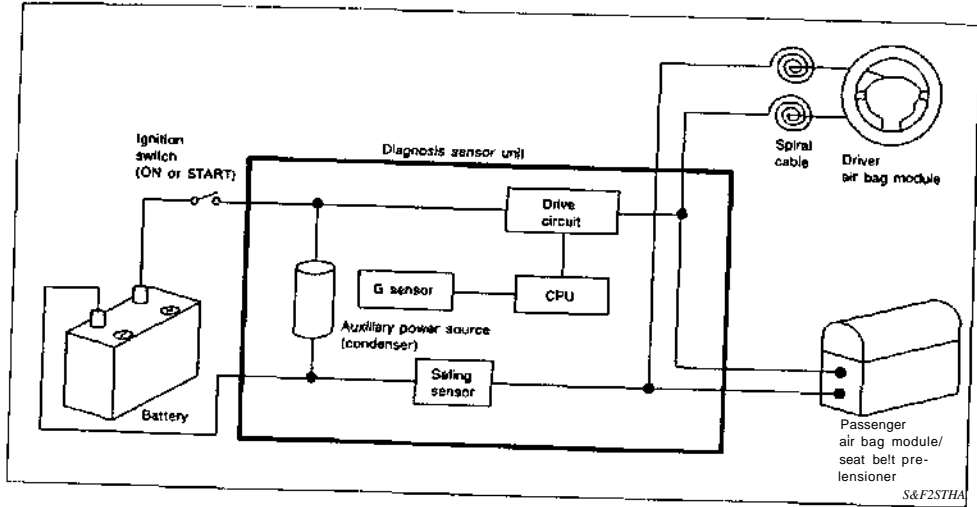 Ignition
switch
(ON or START)
Diagnosis sensor unit
Spiral
cable
Driver
air bag module
Drive
circuit
G sensor
CPU
Auxiliary power source
(condenser)
Safing
sensor
Battery
Passenger
air bag module/
seat belt pre-
lensioner
S&F2STHA